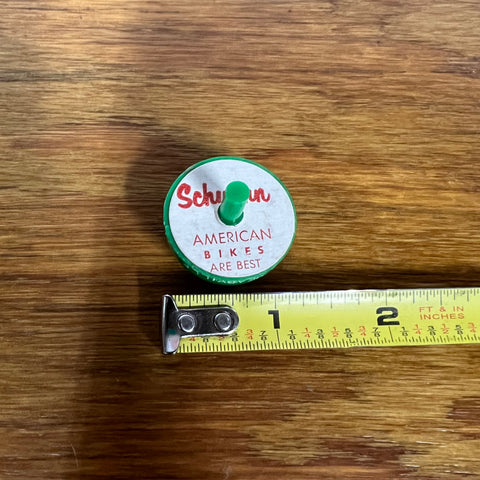 AMERICAN
BIKES
ARE BEST
1 2 FT & IN
INCHES